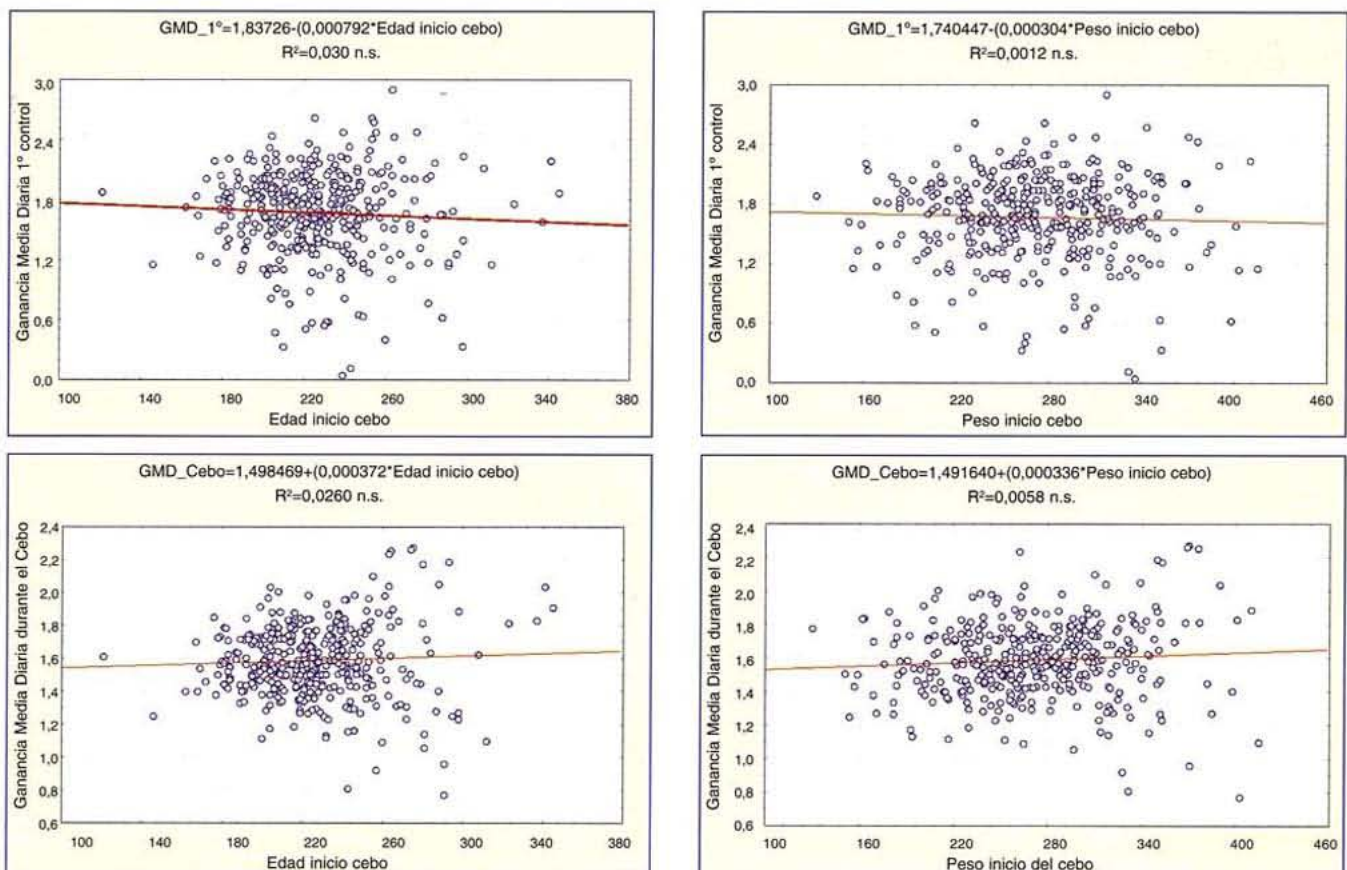 GMD_1º=1,83726-(0,000792*Edad inicio cebo)
R²=0,030 n.s.
Ganancia Media Diaria 1º control
3,0
2,4
1,8
1,2
0,6
0,0
100 140 180 220 260 300 340 380
Edad inicio cebo
GMD_1º=1,740447-(0,000304*Peso inicio cebo)
R²=0,0012 n.s.
Ganancia Media Diaria 1º control
3,0
2,4
1,8
1,2
0,6
0,0
100 160 220 280 340 400 460
Peso inicio cebo
GMD_Cebo=1,498469+(0,000372*Edad inicio cebo)
R²=0,0260 n.s.
Ganancia Media Diaria durante el Cebo
2,4
2,2
2,0
1,8
1,6
1,4
1,2
1,0
0,8
0,6
100 140 180 220 260 300 340 380
Edad inicio cebo
GMD_Cebo=1,491640+(0,000336*Peso inicio cebo)
R²=0,0058 n.s.
Ganancia Media Diaria durante el Cebo
2,4
2,2
2,0
1,8
1,6
1,4
1,2
1,0
0,8
0,6
100 160 220 280 340 400 460
Peso inicio del cebo